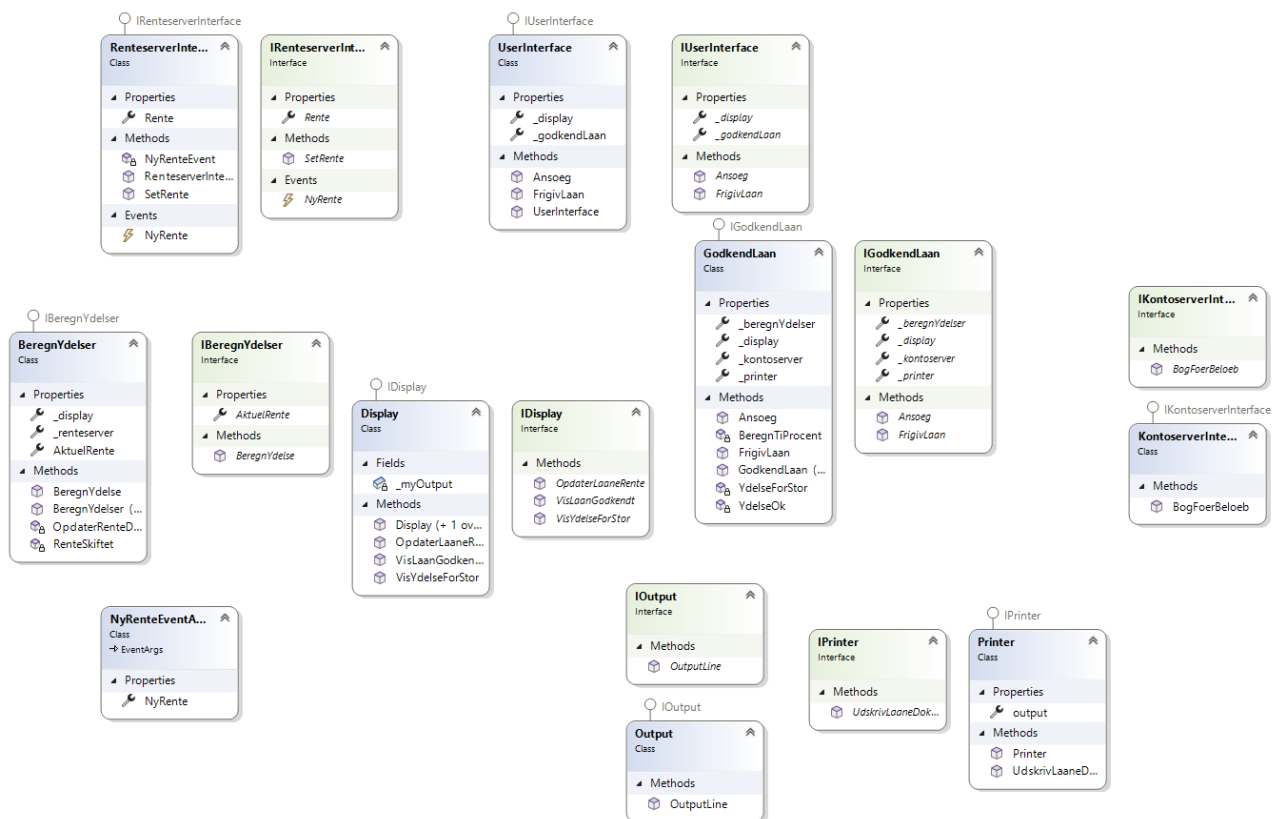 IRenteserverInterface
RenteserverInte...
Class
Properties
Rente
Methods
NyRenteEvent
RenteserverInte...
SetRente
Events
NyRente
IRenteserverInt...
Interface
Properties
Rente
Methods
SetRente
Events
NyRente
IUserInterface
UserInterface
Class
Properties
_display
_godkendLaan
Methods
Ansoeg
FrigivLaan
UserInterface
IUserInterface
Interface
Properties
_display
_godkendLaan
Methods
Ansoeg
FrigivLaan
IGodkendLaan
GodkendLaan
Class
Properties
_beregnYdelser
_display
_kontoserver
_printer
Methods
Ansoeg
BeregnTiProcent
FrigivLaan
GodkendLaan (...
YdelseForStor
YdelseOk
IGodkendLaan
Interface
Properties
_beregnYdelser
_display
_kontoserver
_printer
Methods
Ansoeg
FrigivLaan
IKontoserverInt...
Interface
Methods
BogFoerBeloeb
IKontoserverInterface
KontoserverInte...
Class
Methods
BogFoerBeloeb
IBeregnYdelser
BeregnYdelser
Class
Properties
_display
_renteserver
AktuelRente
Methods
BeregnYdelse
BeregnYdelser (...
OpdaterRenteD...
RenteSkiftet
IBeregnYdelser
Interface
Properties
AktuelRente
Methods
BeregnYdelse
IDisplay
Display
Class
Fields
_myOutput
Methods
Display (+ 1 ov...
OpdaterLaaneR...
VisLaanGodken...
VisYdelseForStor
IDisplay
Interface
Methods
OpdaterLaaneRente
VisLaanGodkendt
VisYdelseForStor
NyRenteEventA...
Class
EventArgs
Properties
NyRente
IOutput
Interface
Methods
OutputLine
IOutput
Output
Class
Methods
OutputLine
IPrinter
Interface
Methods
UdskrivLaaneDok...
IPrinter
Printer
Class
Properties
output
Methods
Printer
UdskrivLaaneD...